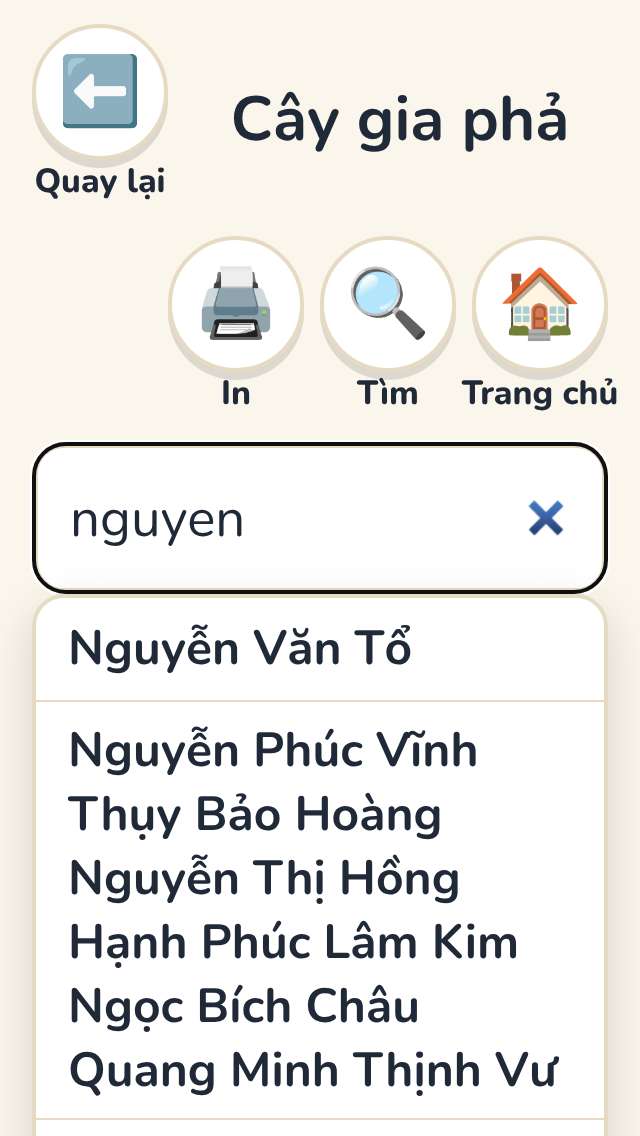 Cây gia phả
Quay lại
In
Tìm
Trang chủ
nguyen
Nguyễn Văn Tổ
Nguyễn Phúc Vĩnh
Thụy Bảo Hoàng
Nguyễn Thị Hồng
Hạnh Phúc Lâm Kim
Ngọc Bích Châu
Quang Minh Thịnh Vư